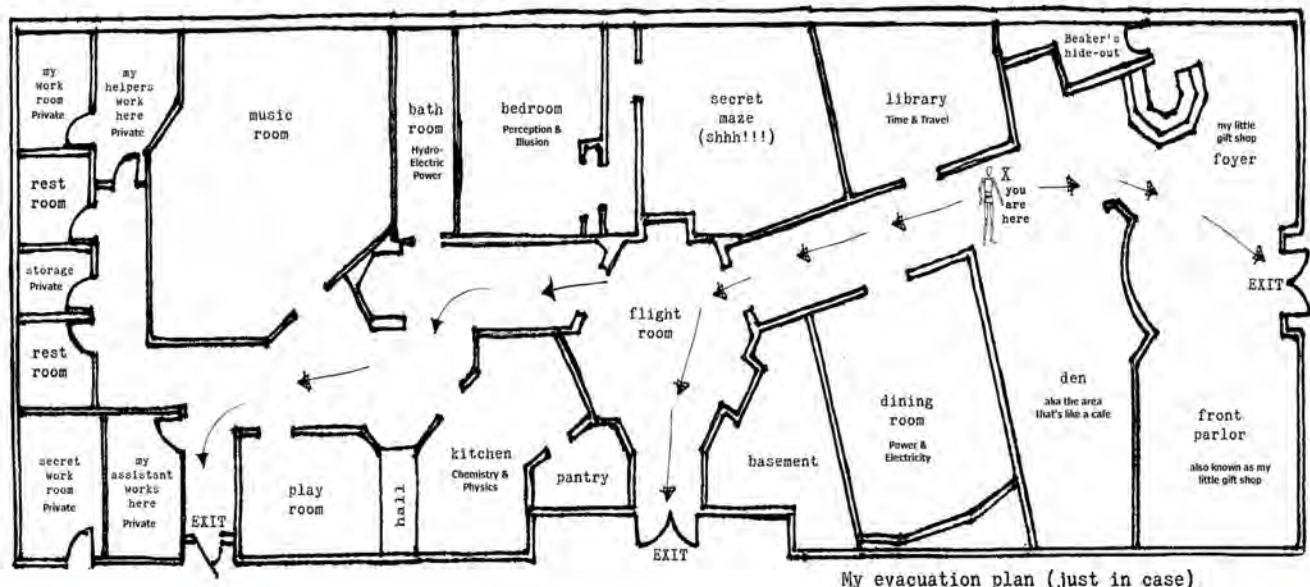 my
work
room
Private
my
helpers
work
here
Private
music
room
bath
room
Hydro-
Electric
Power
bedroom
Perception &
Illusion
secret
maze
(shhh!!!)
library
Time & Travel
Beaker's
hide-out
my little
gift shop
foyer
rest
room
X
you
are
here
storage
Private
EXIT
flight
room
rest
room
den
aka the area
that's like a cafe
dining
room
Power &
Electricity
front
parlor
also known as my
little gift shop
secret
work
room
Private
my
assistant
works
here
Private
EXIT
play
room
hall
kitchen
Chemistry &
Physics
pantry
basement
EXIT
My evacuation plan (just in case)